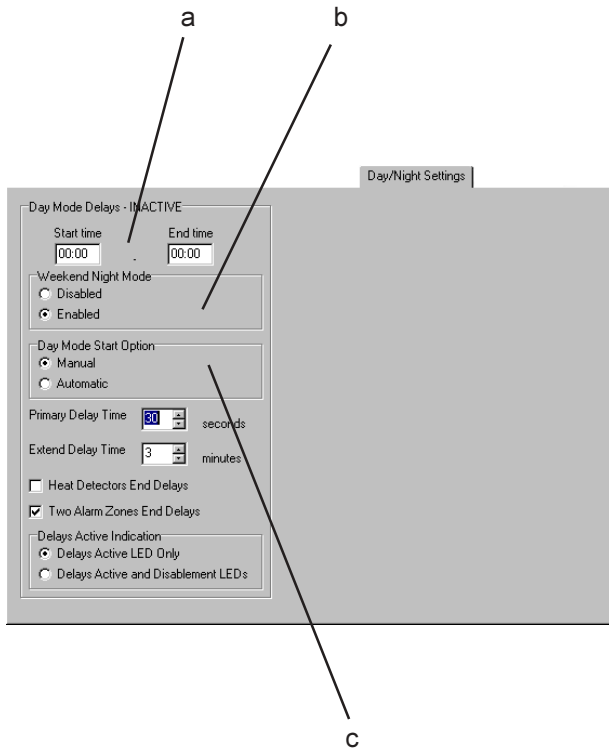 a b
Day/Night Settings
Day Mode Delays - INACTIVE
Start time End time
00:00 - 00:00
Weekend Night Mode
Disabled
Enabled
Day Mode Start Option
Manual
Automatic
Primary Delay Time 30 seconds
Extend Delay Time 3 minutes
Heat Detectors End Delays
Two Alarm Zones End Delays
Delays Active Indication
Delays Active LED Only
Delays Active and Disablement LEDs
c